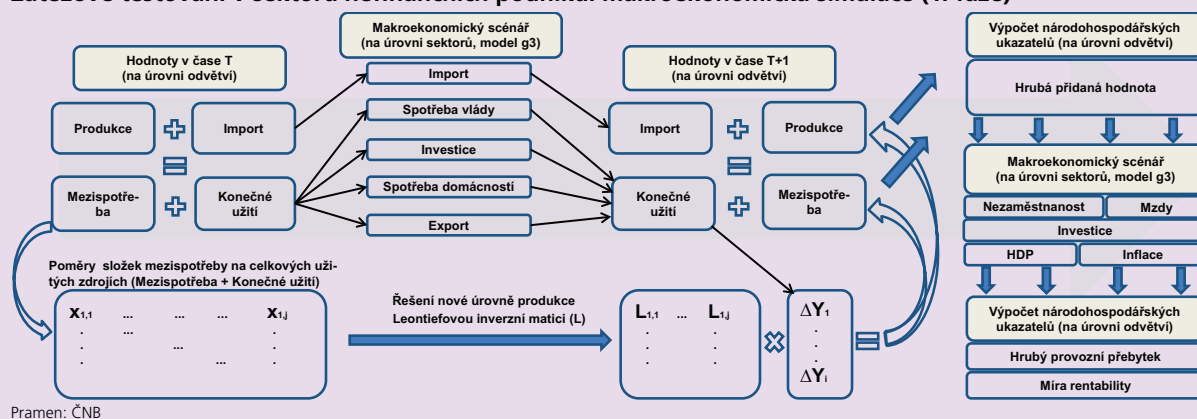 Zátěžové testování v sektoru nefinančních podniků: makroekonomická simulace (1. fáze)
Hodnoty v čase T
(na úrovni odvětví)
Produkce
Import
Mezispotře-
ba
Konečné
užití
Makroekonomický scénář
(na úrovni sektorů, model g3)
Import
Spotřeba vlády
Investice
Spotřeba domácností
Export
Hodnoty v čase T+1
(na úrovni odvětví)
Import
Produkce
Konečné
užití
Mezispotře-
ba
Výpočet národohospodářských
ukazatelů (na úrovni odvětví)
Hrubá přidaná hodnota
Makroekonomický scénář
(na úrovni sektorů, model g3)
Nezaměstnanost
Mzdy
Investice
HDP
Inflace
Výpočet národohospodářských
ukazatelů (na úrovni odvětví)
Hrubý provozní přebytek
Míra rentability
Poměry složek mezispotřeby na celkových uži-
tých zdrojích (Mezispotřeba + Konečné užití)
x1,1 ... ... ... x1,j
. ... .
. ... .
. ... .
Řešení nové úrovně produkce
Leontiefovou inverzní maticí (L)
L1,1 ... L1,j
. .
. .
. .
ΔY1
.
.
.
ΔYi
Pramen: ČNB